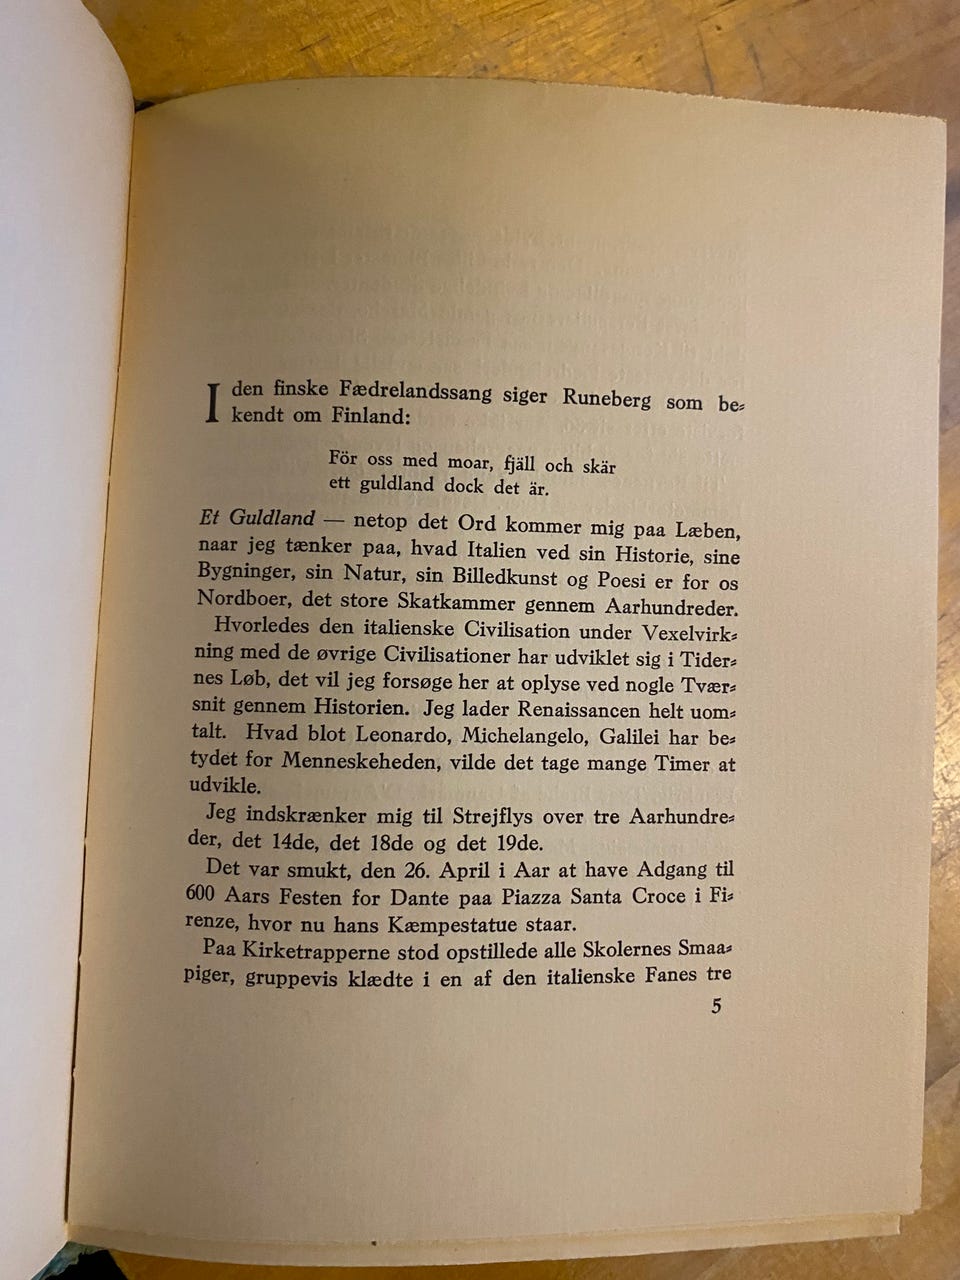 I den finske Fædrelandssang siger Runeberg som be⸗
kendt om Finland:
För oss med moar, fjäll och skär
ett guldland dock det är.
Et Guldland — netop det Ord kommer mig paa Læben,
naar jeg tænker paa, hvad Italien ved sin Historie, sine
Bygninger, sin Natur, sin Billedkunst og Poesi er for os
Nordboer, det store Skatkammer gennem Aarhundreder.
Hvorledes den italienske Civilisation under Vexelvirk⸗
ning med de øvrige Civilisationer har udviklet sig i Tider⸗
nes Løb, det vil jeg forsøge her at oplyse ved nogle Tvær⸗
snit gennem Historien. Jeg lader Renaissancen helt uom⸗
talt. Hvad blot Leonardo, Michelangelo, Galilei har be⸗
tydet for Menneskeheden, vilde det tage mange Timer at
udvikle.
Jeg indskrænker mig til Strejflys over tre Aarhundre⸗
der, det 14de, det 18de og det 19de.
Det var smukt, den 26. April i Aar at have Adgang til
600 Aars Festen for Dante paa Piazza Santa Croce i Fi⸗
renze, hvor nu hans Kæmpestatue staar.
Paa Kirketrapperne stod opstillede alle Skolernes Smaa⸗
piger, gruppevis klædte i en af den italienske Fanes tre
5